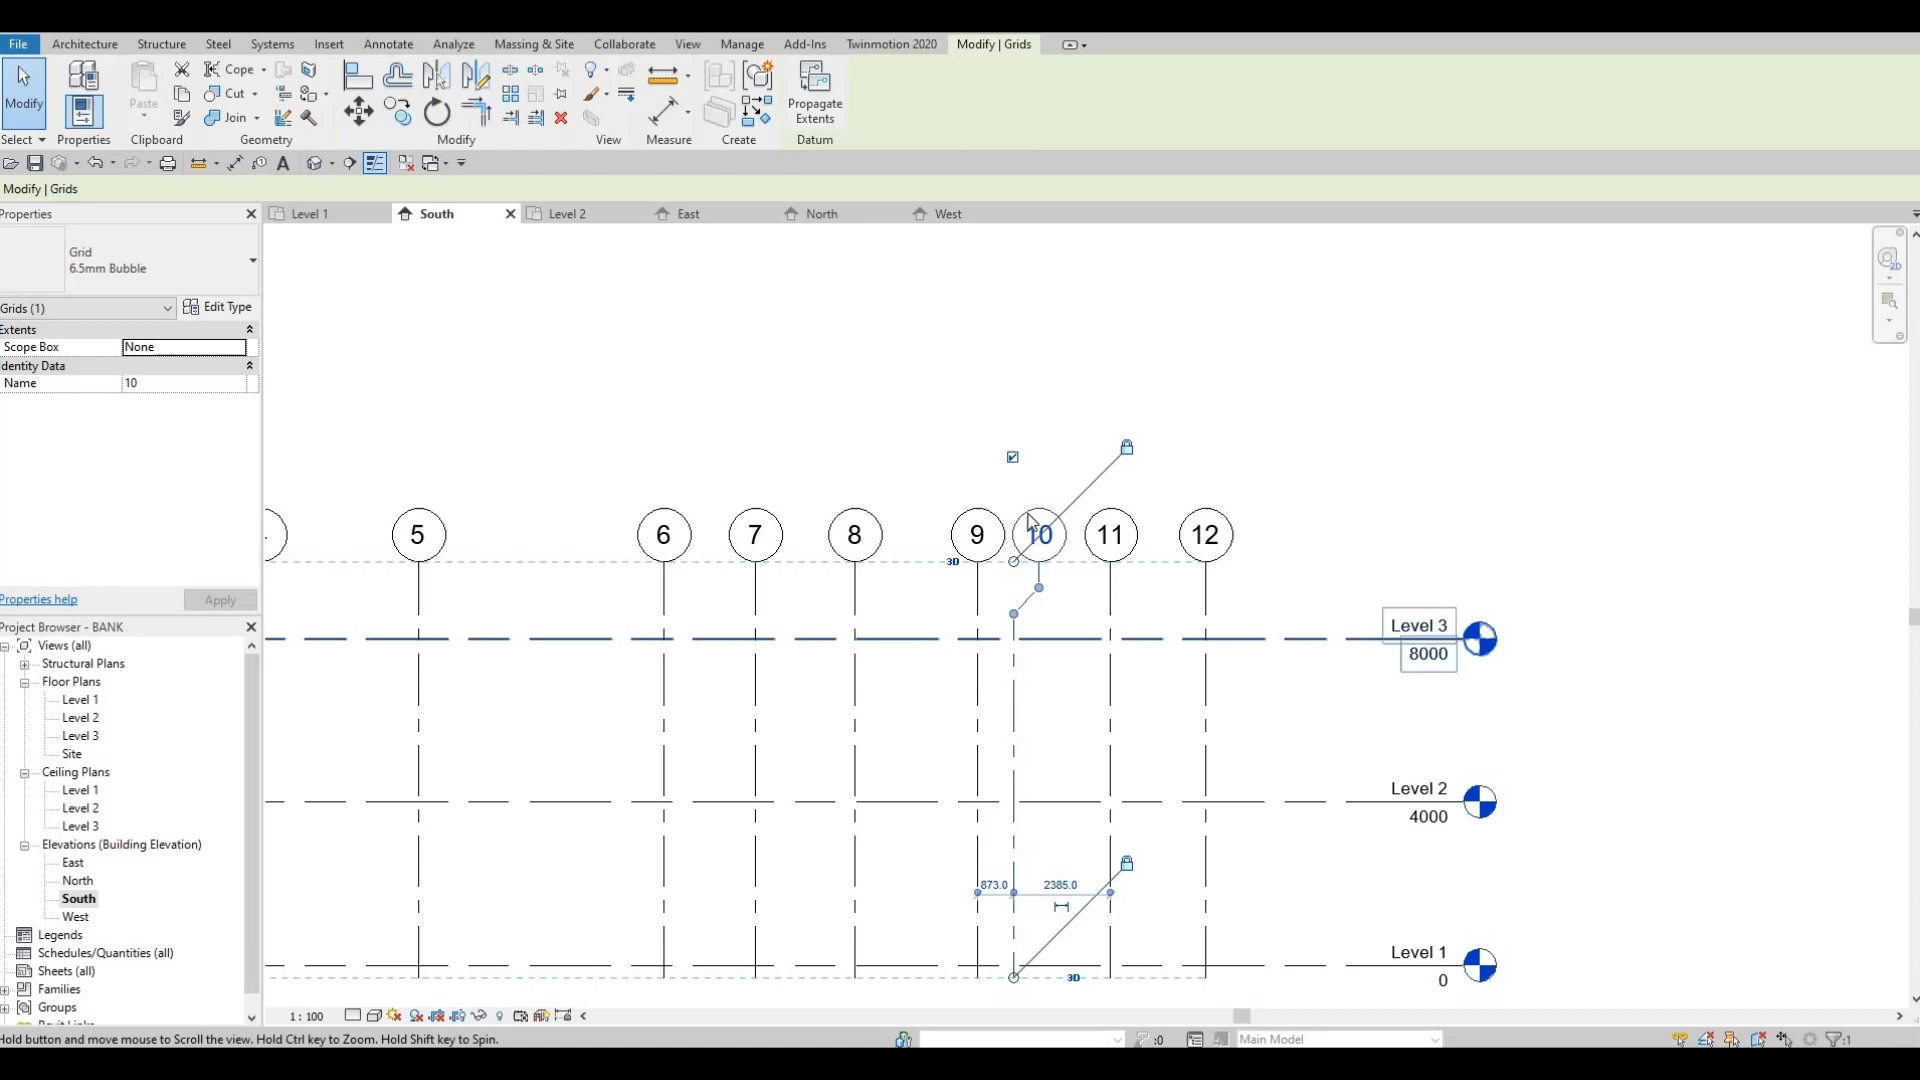 File Architecture Structure Steel Systems Insert Annotate Analyze Massing & Site Collaborate View Manage Add-Ins Twinmotion 2020 Modify | Grids
Modify Paste Cope Cut Join Propagate Extents
Select Properties Clipboard Geometry Modify View Measure Create Datum
Modify | Grids
Properties
Level 1 South Level 2 East North West
Grid
6.5mm Bubble
Grids (1) Edit Type
Extents
Scope Box None
Identity Data
Name 10
Properties help Apply
Project Browser - BANK
Views (all)
Structural Plans
Floor Plans
Level 1
Level 2
Level 3
Site
Ceiling Plans
Level 1
Level 2
Level 3
Elevations (Building Elevation)
East
North
South
West
Legends
Schedules/Quantities (all)
Sheets (all)
Families
Groups
5 6 7 8 9 10 11 12
3D
Level 3
8000
Level 2
4000
873.0 2385.0
Level 1
0
3D
2D
1 : 100
Hold button and move mouse to Scroll the view. Hold Ctrl key to Zoom. Hold Shift key to Spin.
:0 Main Model :1